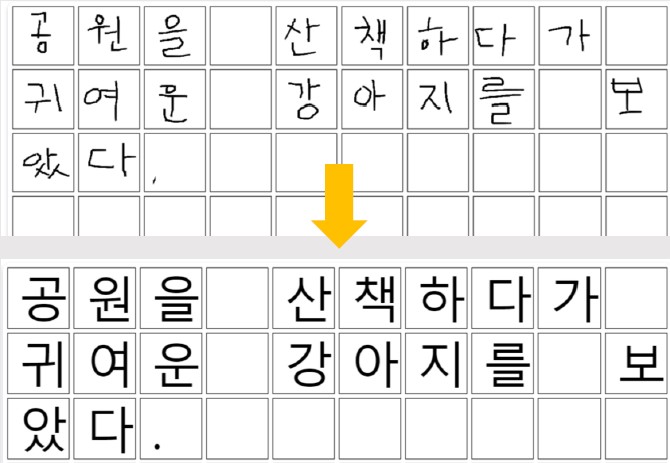 공원을 산책하다가
귀여운 강아지를 보
았다.
공원을 산책하다가
귀여운 강아지를 보
았다.